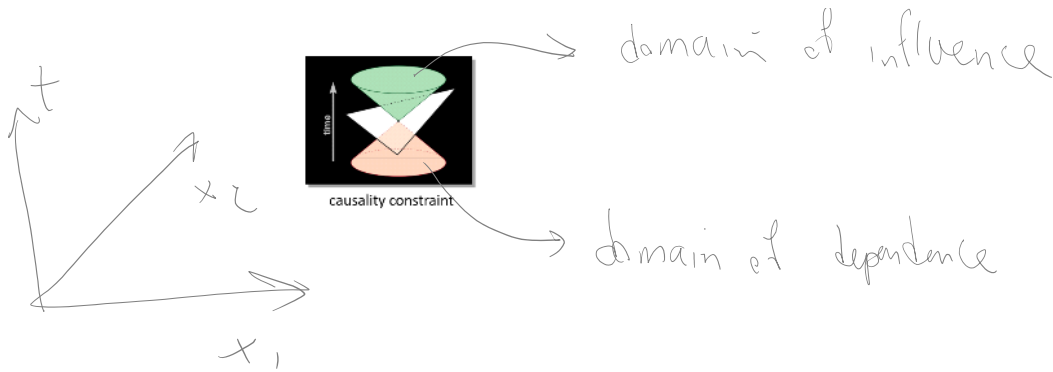 domain of influence
t
time
x2
causality constraint
domain of dependence
x1